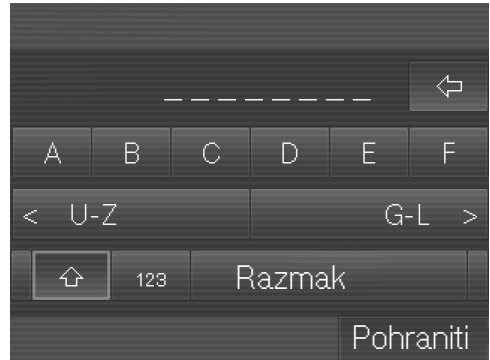 _ _ _ _ _ _ _ _ _
A B C D E F
< U-Z G-L >
123 Razmak
Pohraniti